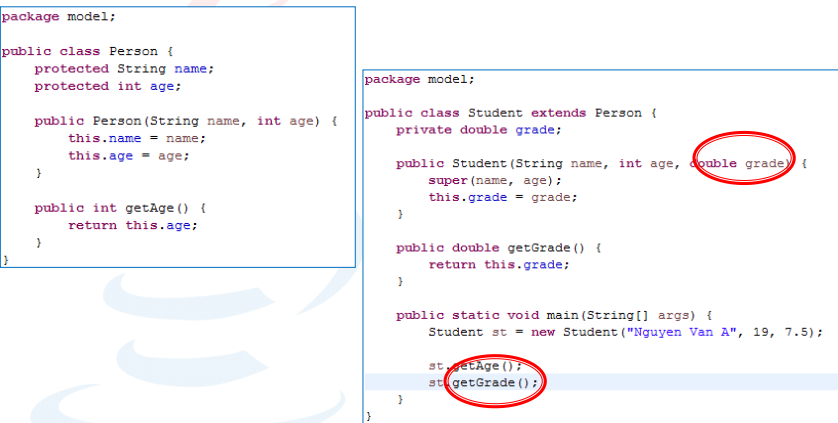 package model;
public class Person {
protected String name;
protected int age;
public Person(String name, int age) {
this.name = name;
this.age = age;
}
public int getAge() {
return this.age;
}
}
package model;
public class Student extends Person {
private double grade;
public Student(String name, int age, double grade) {
super(name, age);
this.grade = grade;
}
public double getGrade() {
return this.grade;
}
public static void main(String[] args) {
Student st = new Student("Nguyen Van A", 19, 7.5);
st.getAge();
st.getGrade();
}
}